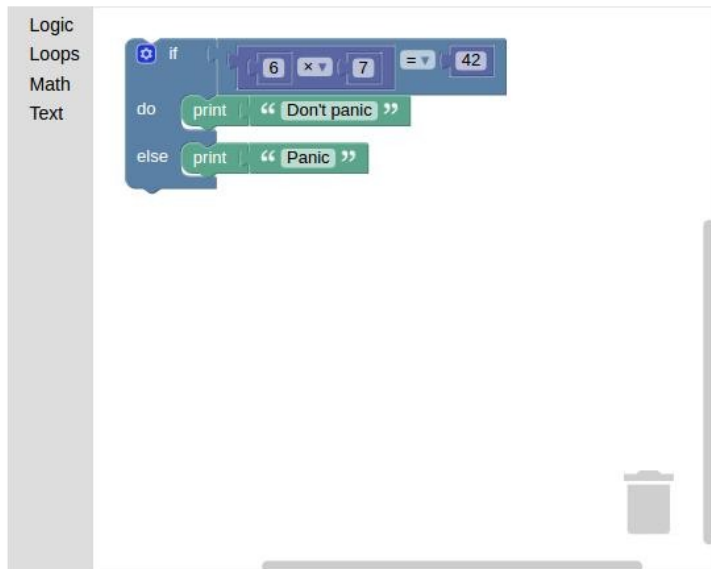 Logic
Loops
Math
Text
if 6 × ▾ 7 = ▾ 42
do print “ Don't panic ”
else print “ Panic ”